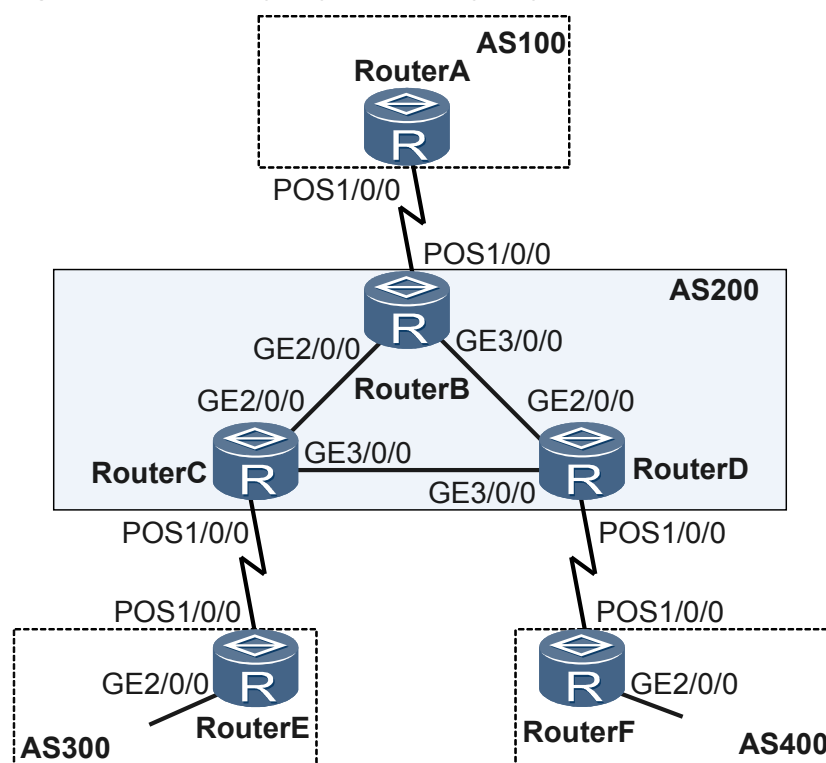 AS100
RouterA
R
POS1/0/0
POS1/0/0
AS200
R
GE2/0/0
GE3/0/0
RouterB
GE2/0/0
GE2/0/0
RouterC
R
GE3/0/0
GE3/0/0
R
RouterD
POS1/0/0
POS1/0/0
POS1/0/0
POS1/0/0
GE2/0/0
R
R
GE2/0/0
RouterE
RouterF
AS300
AS400